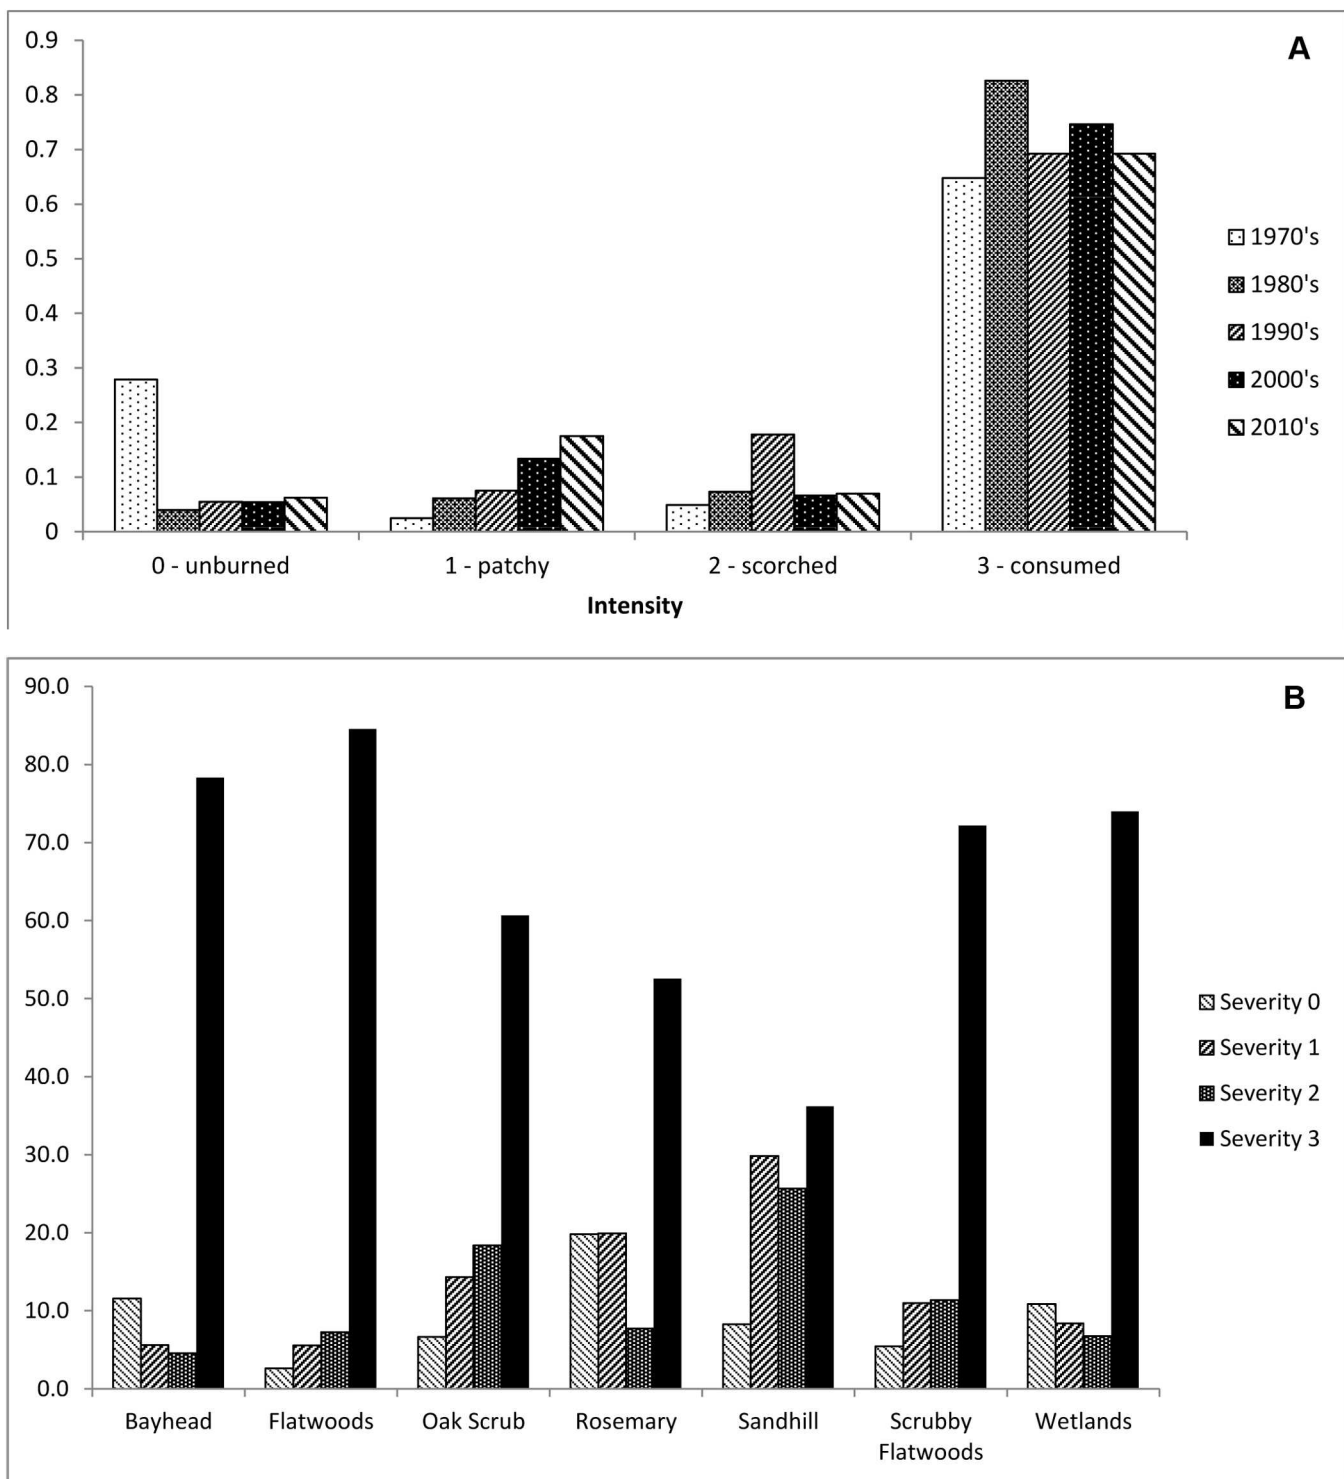 A
0.9
0.8
0.7
0.6
0.5
0.4
0.3
0.2
0.1
0
0 - unburned 1 - patchy 2 - scorched 3 - consumed
Intensity
1970's
1980's
1990's
2000's
2010's
B
90.0
80.0
70.0
60.0
50.0
40.0
30.0
20.0
10.0
0.0
Bayhead Flatwoods Oak Scrub Rosemary Sandhill Scrubby Wetlands
Flatwoods
Severity 0
Severity 1
Severity 2
Severity 3